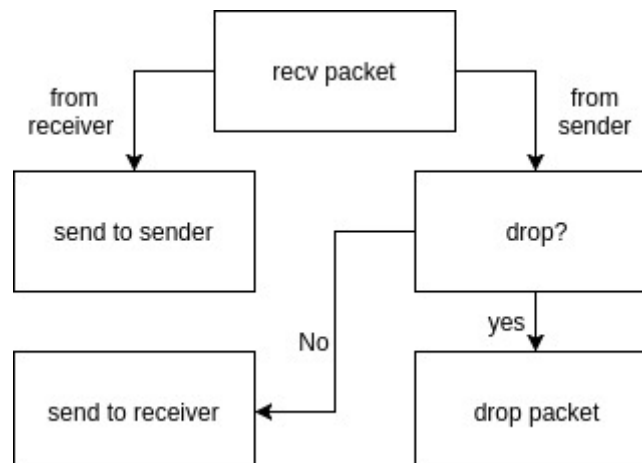 recv packet
from
receiver
from
sender
send to sender
drop?
No
yes
send to receiver
drop packet